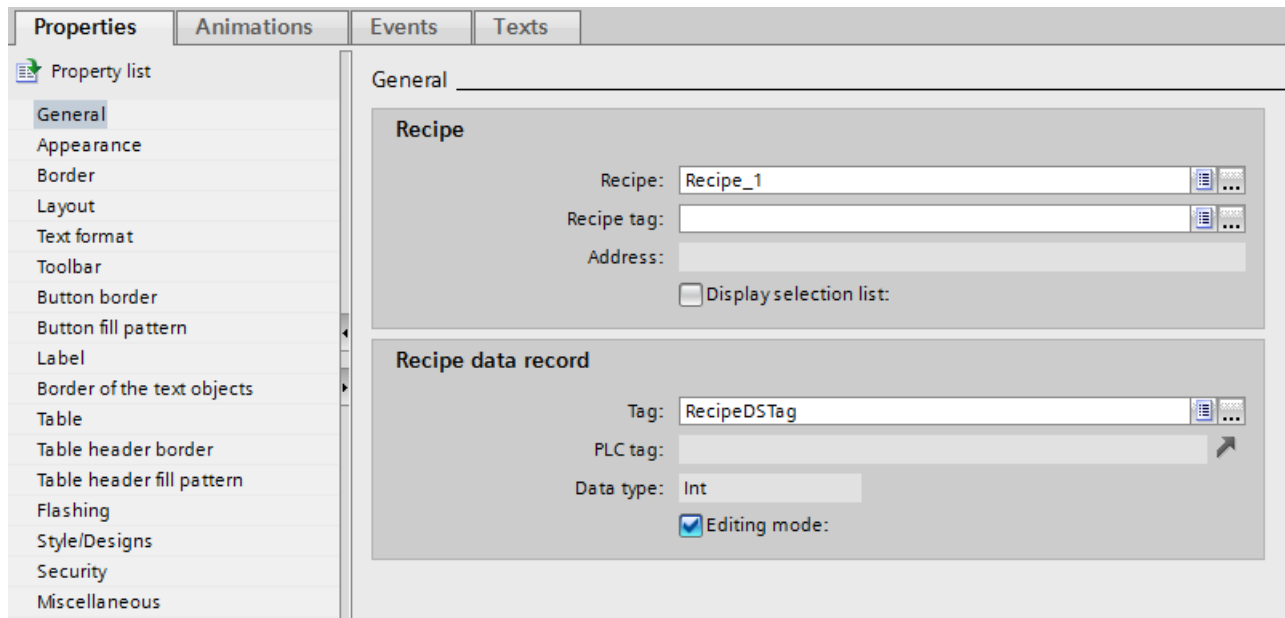 Properties Animations Events Texts
Property list
General
Appearance
Border
Layout
Text format
Toolbar
Button border
Button fill pattern
Label
Border of the text objects
Table
Table header border
Table header fill pattern
Flashing
Style/Designs
Security
Miscellaneous
General
Recipe
Recipe: Recipe_1 ...
Recipe tag: ...
Address:
Display selection list:
Recipe data record
Tag: RecipeDSTag ...
PLC tag:
Data type: Int
Editing mode: